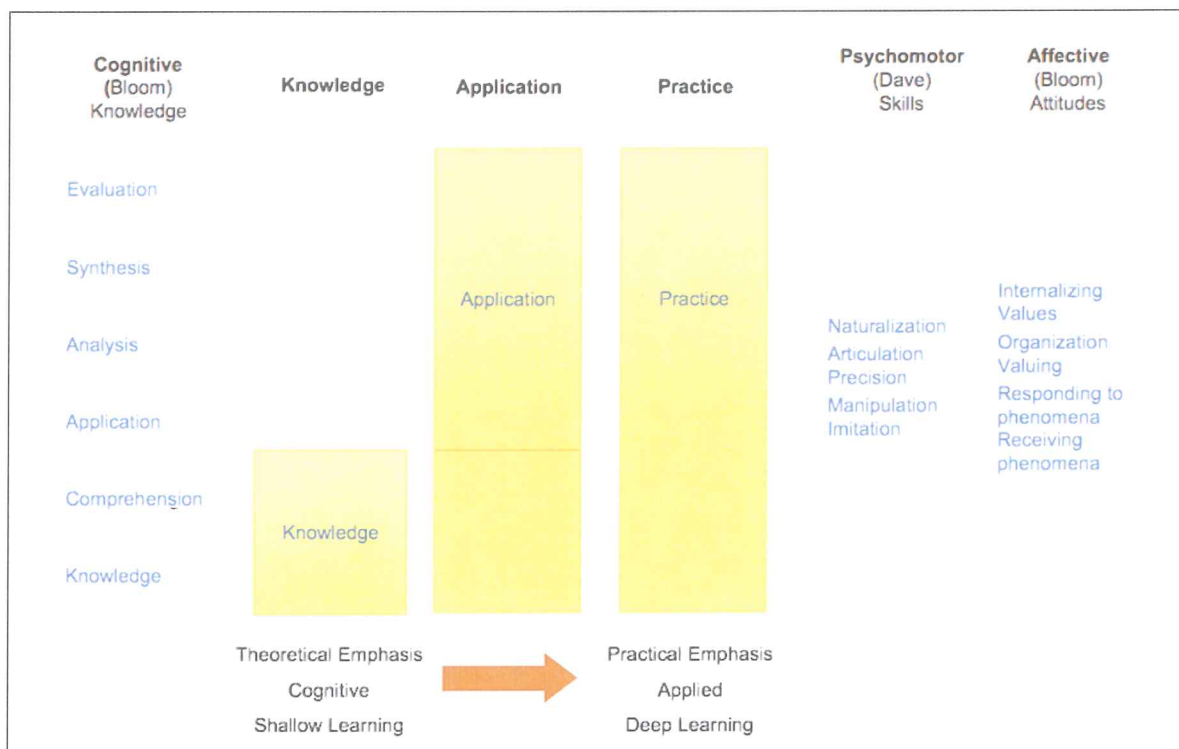 Cognitive
(Bloom)
Knowledge
Knowledge
Application
Practice
Psychomotor
(Dave)
Skills
Affective
(Bloom)
Attitudes
Evaluation
Synthesis
Analysis
Application
Comprehension
Knowledge
Knowledge
Application
Practice
Naturalization
Articulation
Precision
Manipulation
Imitation
Internalizing
Values
Organization
Valuing
Responding to
phenomena
Receiving
phenomena
Theoretical Emphasis
Cognitive
Shallow Learning
Practical Emphasis
Applied
Deep Learning